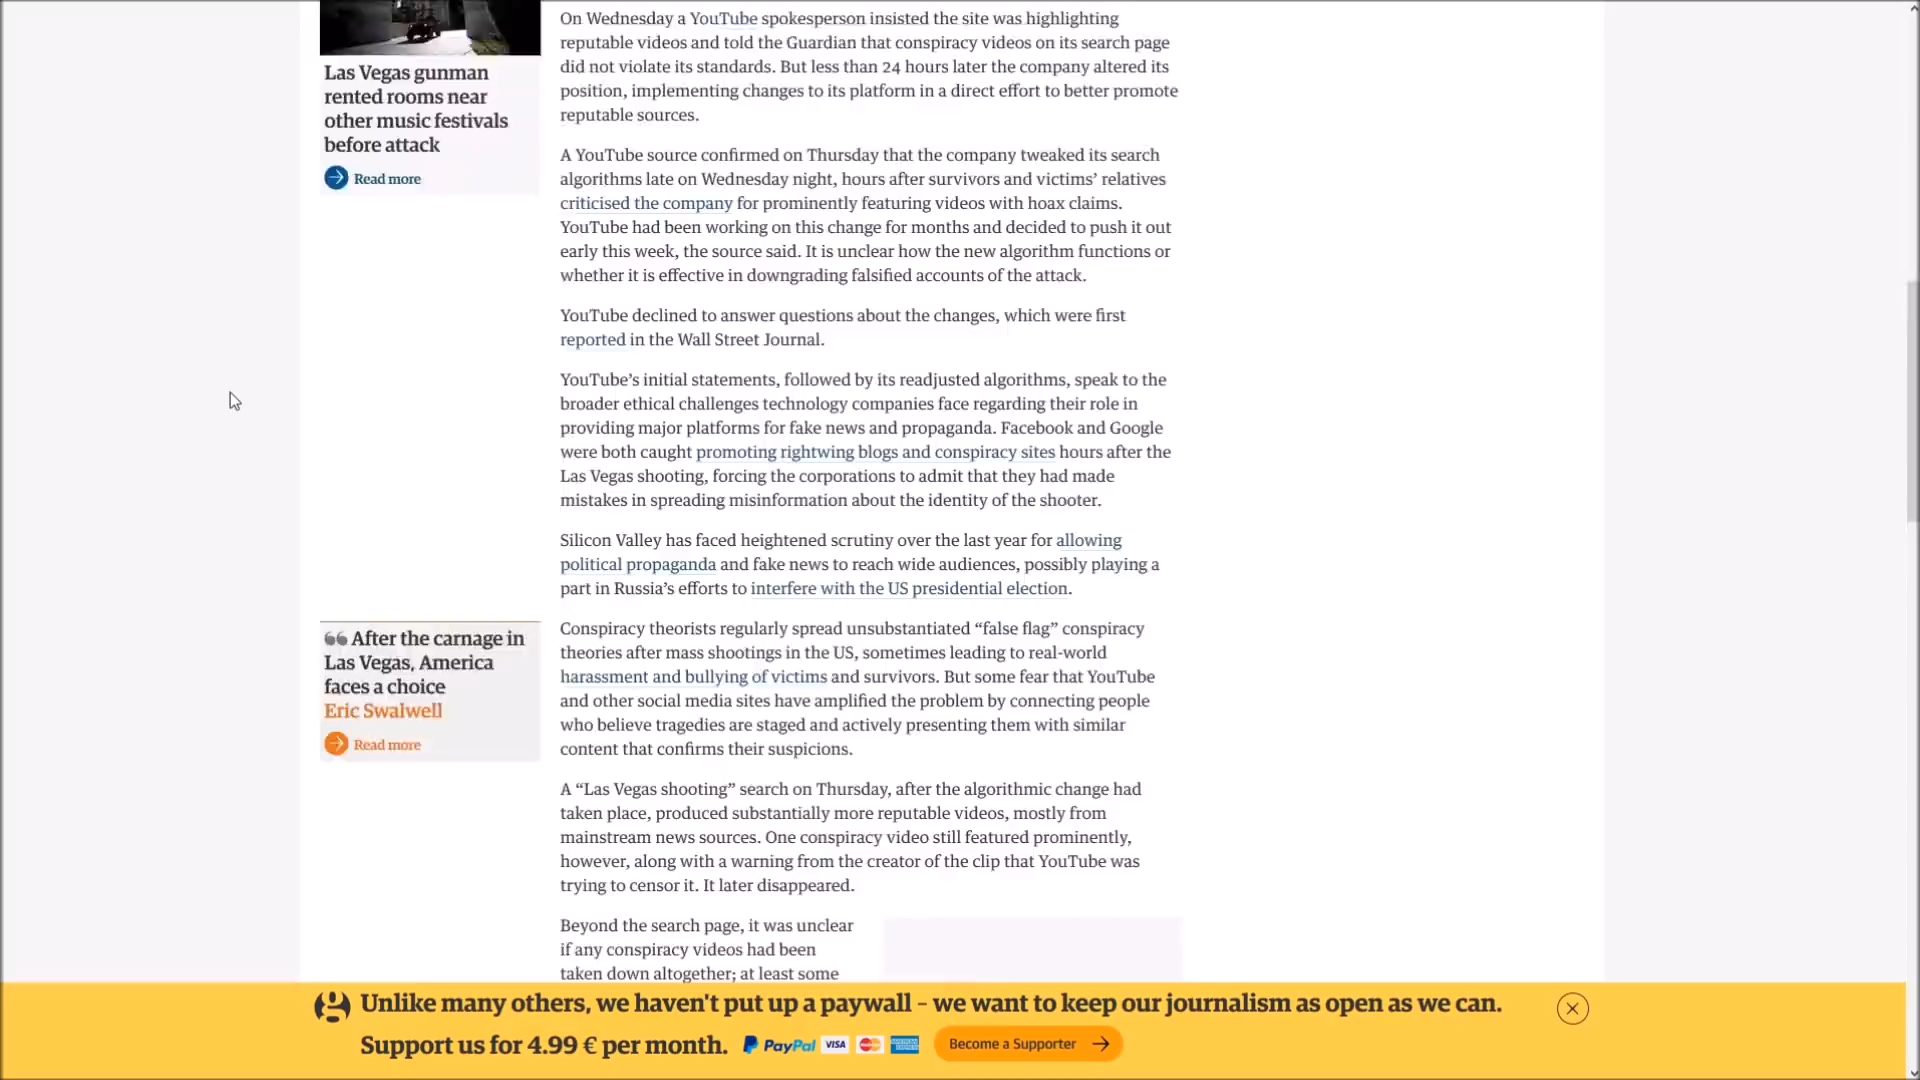 Las Vegas gunman
rented rooms near
other music festivals
before attack
Read more
After the carnage in
Las Vegas, America
faces a choice
Eric Swalwell
Read more
On Wednesday a YouTube spokesperson insisted the site was highlighting
reputable videos and told the Guardian that conspiracy videos on its search page
did not violate its standards. But less than 24 hours later the company altered its
position, implementing changes to its platform in a direct effort to better promote
reputable sources.
A YouTube source confirmed on Thursday that the company tweaked its search
algorithms late on Wednesday night, hours after survivors and victims’ relatives
criticised the company for prominently featuring videos with hoax claims.
YouTube had been working on this change for months and decided to push it out
early this week, the source said. It is unclear how the new algorithm functions or
whether it is effective in downgrading falsified accounts of the attack.
YouTube declined to answer questions about the changes, which were first
reported in the Wall Street Journal.
YouTube’s initial statements, followed by its readjusted algorithms, speak to the
broader ethical challenges technology companies face regarding their role in
providing major platforms for fake news and propaganda. Facebook and Google
were both caught promoting rightwing blogs and conspiracy sites hours after the
Las Vegas shooting, forcing the corporations to admit that they had made
mistakes in spreading misinformation about the identity of the shooter.
Silicon Valley has faced heightened scrutiny over the last year for allowing
political propaganda and fake news to reach wide audiences, possibly playing a
part in Russia’s efforts to interfere with the US presidential election.
Conspiracy theorists regularly spread unsubstantiated “false flag” conspiracy
theories after mass shootings in the US, sometimes leading to real-world
harassment and bullying of victims and survivors. But some fear that YouTube
and other social media sites have amplified the problem by connecting people
who believe tragedies are staged and actively presenting them with similar
content that confirms their suspicions.
A “Las Vegas shooting” search on Thursday, after the algorithmic change had
taken place, produced substantially more reputable videos, mostly from
mainstream news sources. One conspiracy video still featured prominently,
however, along with a warning from the creator of the clip that YouTube was
trying to censor it. It later disappeared.
Beyond the search page, it was unclear
if any conspiracy videos had been
taken down altogether; at least some
Unlike many others, we haven't put up a paywall – we want to keep our journalism as open as we can.
Support us for 4.99 € per month. PayPal VISA MasterCard AMERICAN EXPRESS Become a Supporter